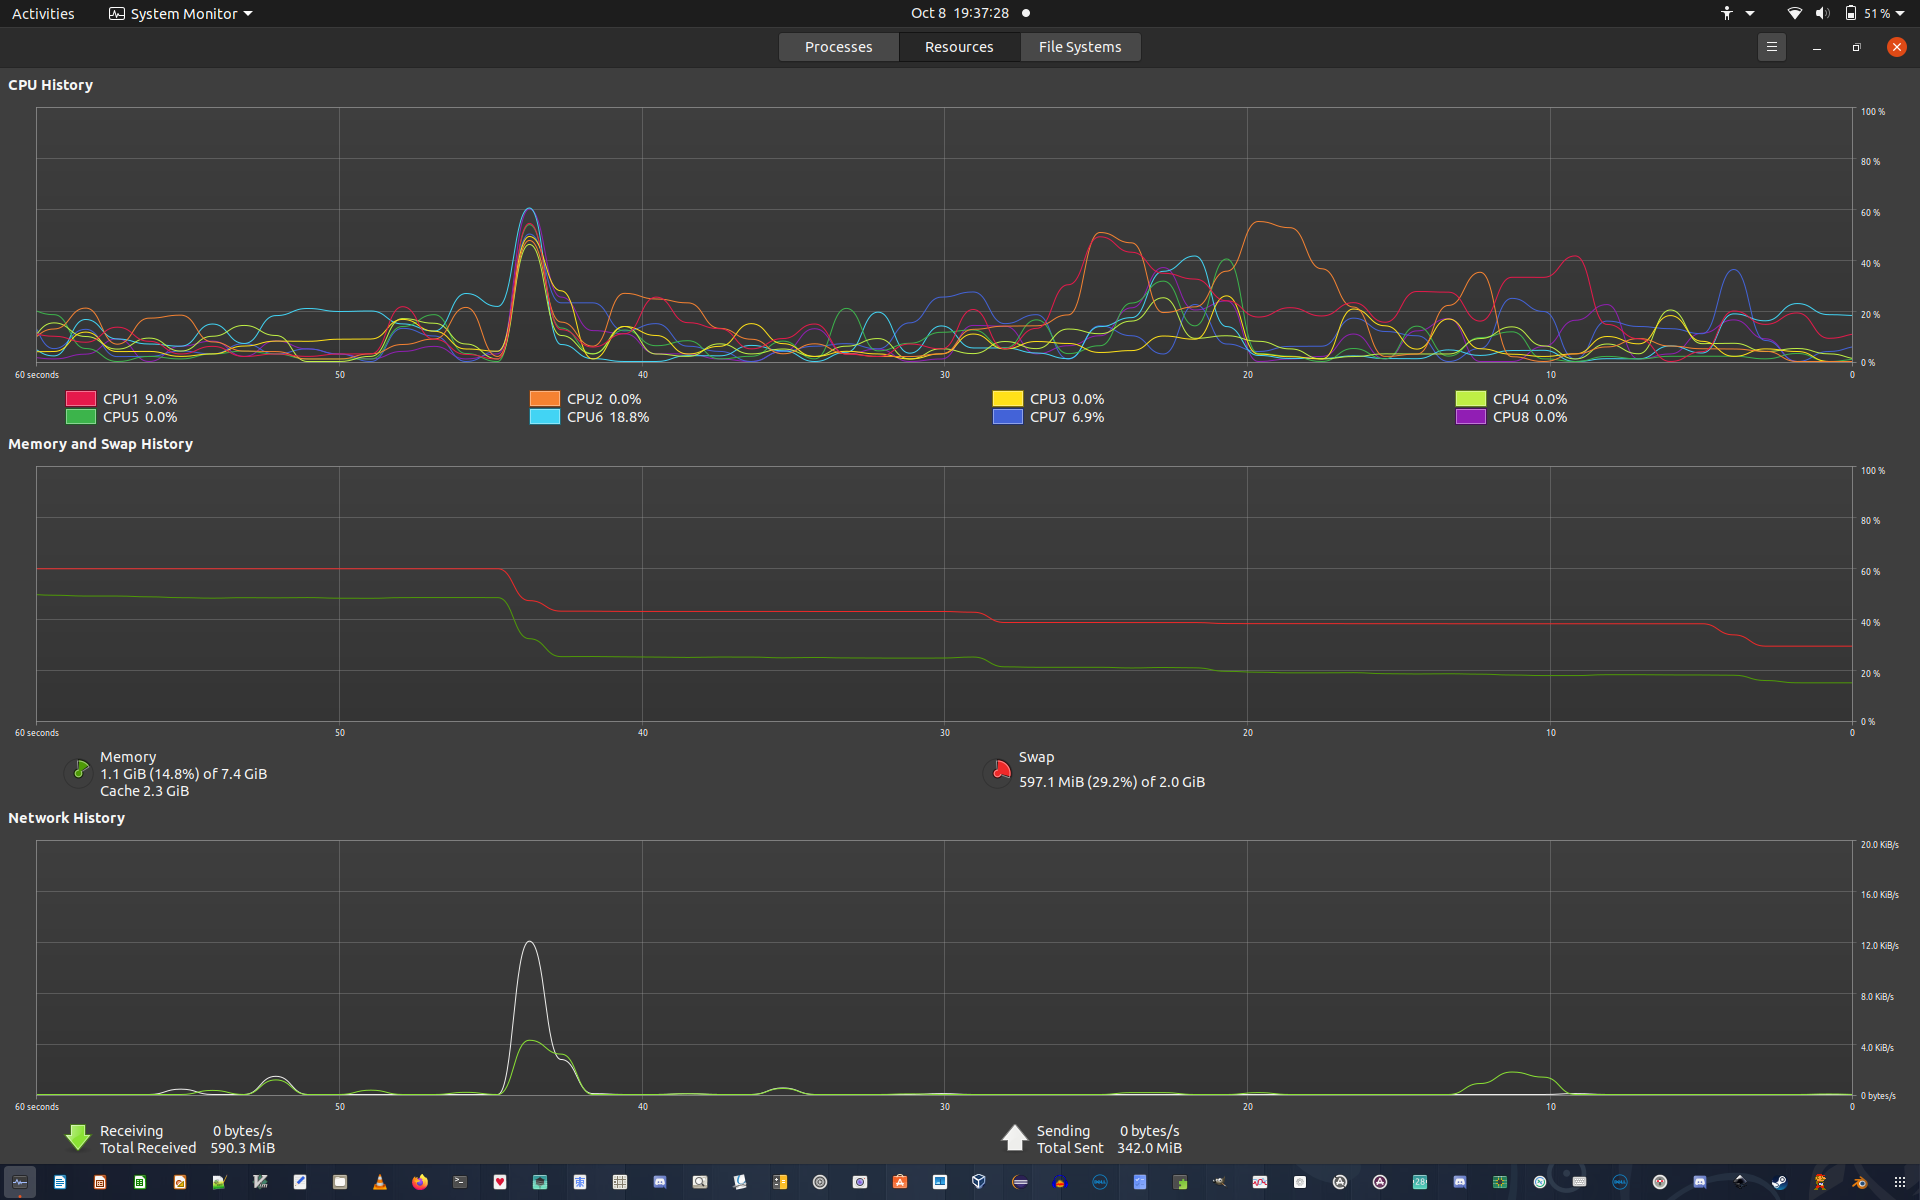 Activities System Monitor Oct 8 19:37:28 51 %
Processes Resources File Systems
CPU History
100 %
80 %
60 %
40 %
20 %
0 %
60 seconds 50 40 30 20 10 0
CPU1 9.0% CPU2 0.0% CPU3 0.0% CPU4 0.0%
CPU5 0.0% CPU6 18.8% CPU7 6.9% CPU8 0.0%
Memory and Swap History
100 %
80 %
60 %
40 %
20 %
0 %
60 seconds 50 40 30 20 10 0
Memory
1.1 GiB (14.8%) of 7.4 GiB
Cache 2.3 GiB
Swap
597.1 MiB (29.2%) of 2.0 GiB
Network History
20.0 KiB/s
16.0 KiB/s
12.0 KiB/s
8.0 KiB/s
4.0 KiB/s
0 bytes/s
60 seconds 50 40 30 20 10 0
Receiving 0 bytes/s
Total Received 590.3 MiB
Sending 0 bytes/s
Total Sent 342.0 MiB